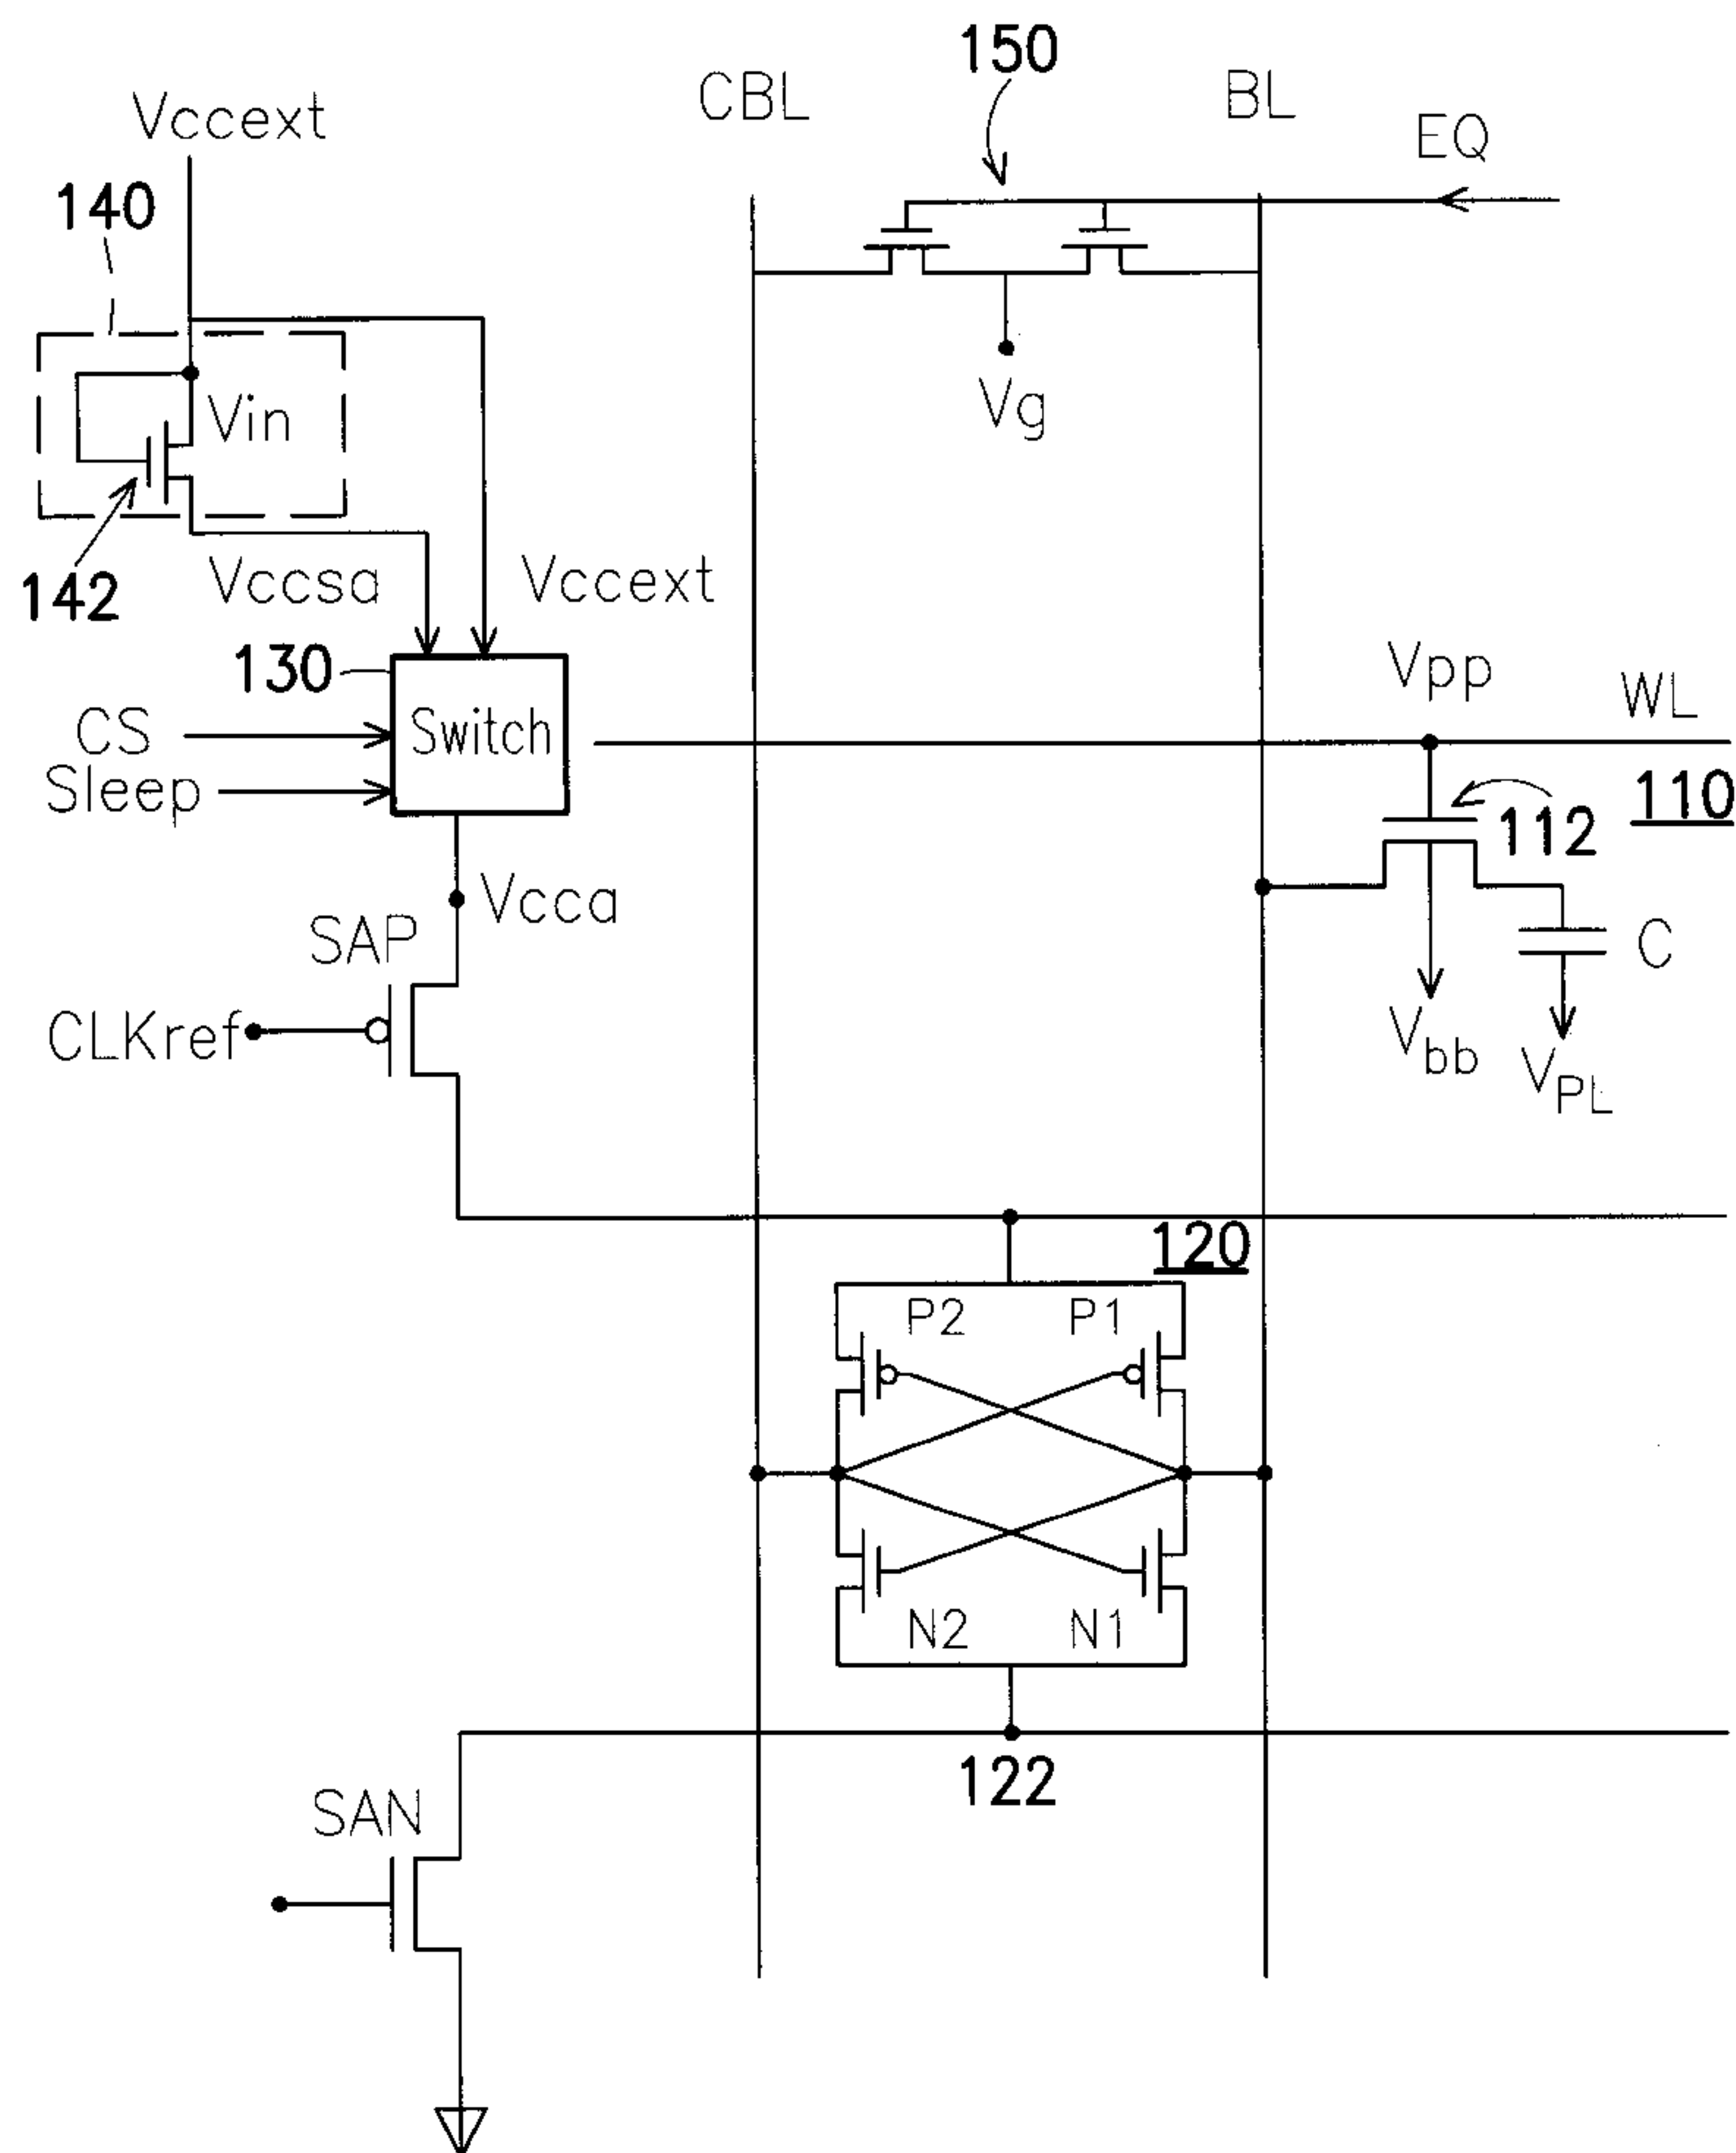 150
CBL
BL
EQ
Vccext
140
Vin
Vg
142
Vccsa
Vccext
130
Switch
CS
Sleep
Vpp
WL
110
112
Vcca
SAP
C
CLKref
Vbb
VPL
120
P2
P1
N2
N1
122
SAN